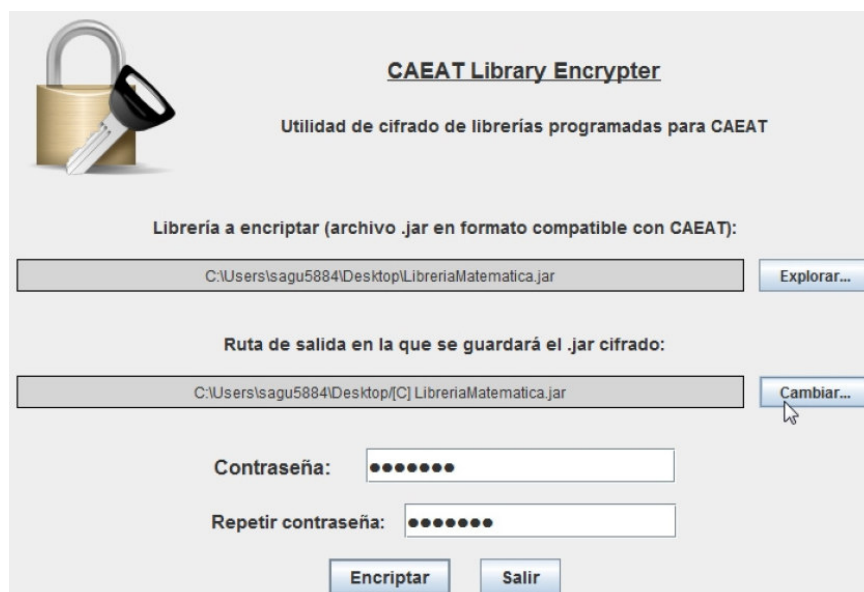 CAEAT Library Encrypter
Utilidad de cifrado de librerías programadas para CAEAT
Librería a encriptar (archivo .jar en formato compatible con CAEAT):
C:\Users\sagu5884\Desktop\LibreriaMatematica.jar
Explorar...
Ruta de salida en la que se guardará el .jar cifrado:
C:\Users\sagu5884\Desktop/[C] LibreriaMatematica.jar
Cambiar...
Contraseña: ●●●●●●●
Repetir contraseña: ●●●●●●●
Encriptar Salir